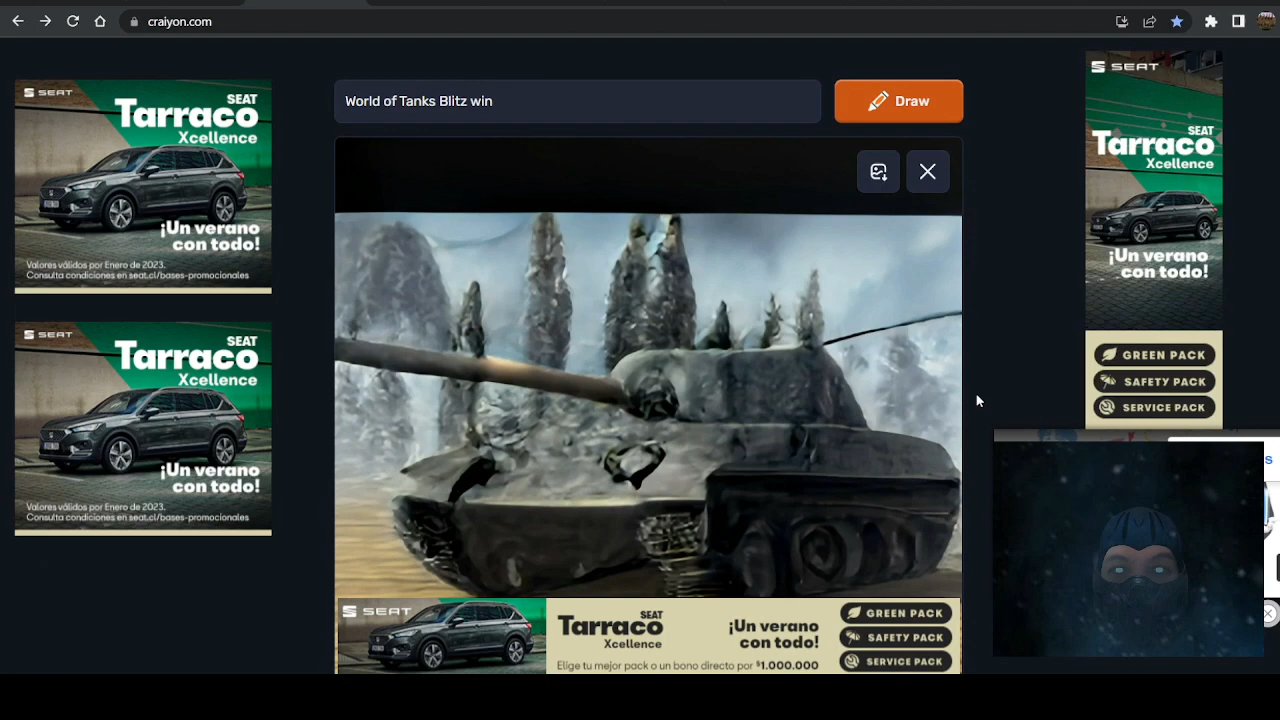 craiyon.com
SEAT
SEAT
Tarraco
Xcellence
¡Un verano
con todo!
Valores válidos por Enero de 2023.
Consulta condiciones en seat.cl/bases-promocionales
SEAT
SEAT
Tarraco
Xcellence
¡Un verano
con todo!
Valores válidos por Enero de 2023.
Consulta condiciones en seat.cl/bases-promocionales
World of Tanks Blitz win
Draw
SEAT
SEAT
Tarraco
Xcellence
¡Un verano
con todo!
Elige tu mejor pack o un bono directo por $1.000.000
GREEN PACK
SAFETY PACK
SERVICE PACK
SEAT
SEAT
Tarraco
Xcellence
¡Un verano
con todo!
GREEN PACK
SAFETY PACK
SERVICE PACK